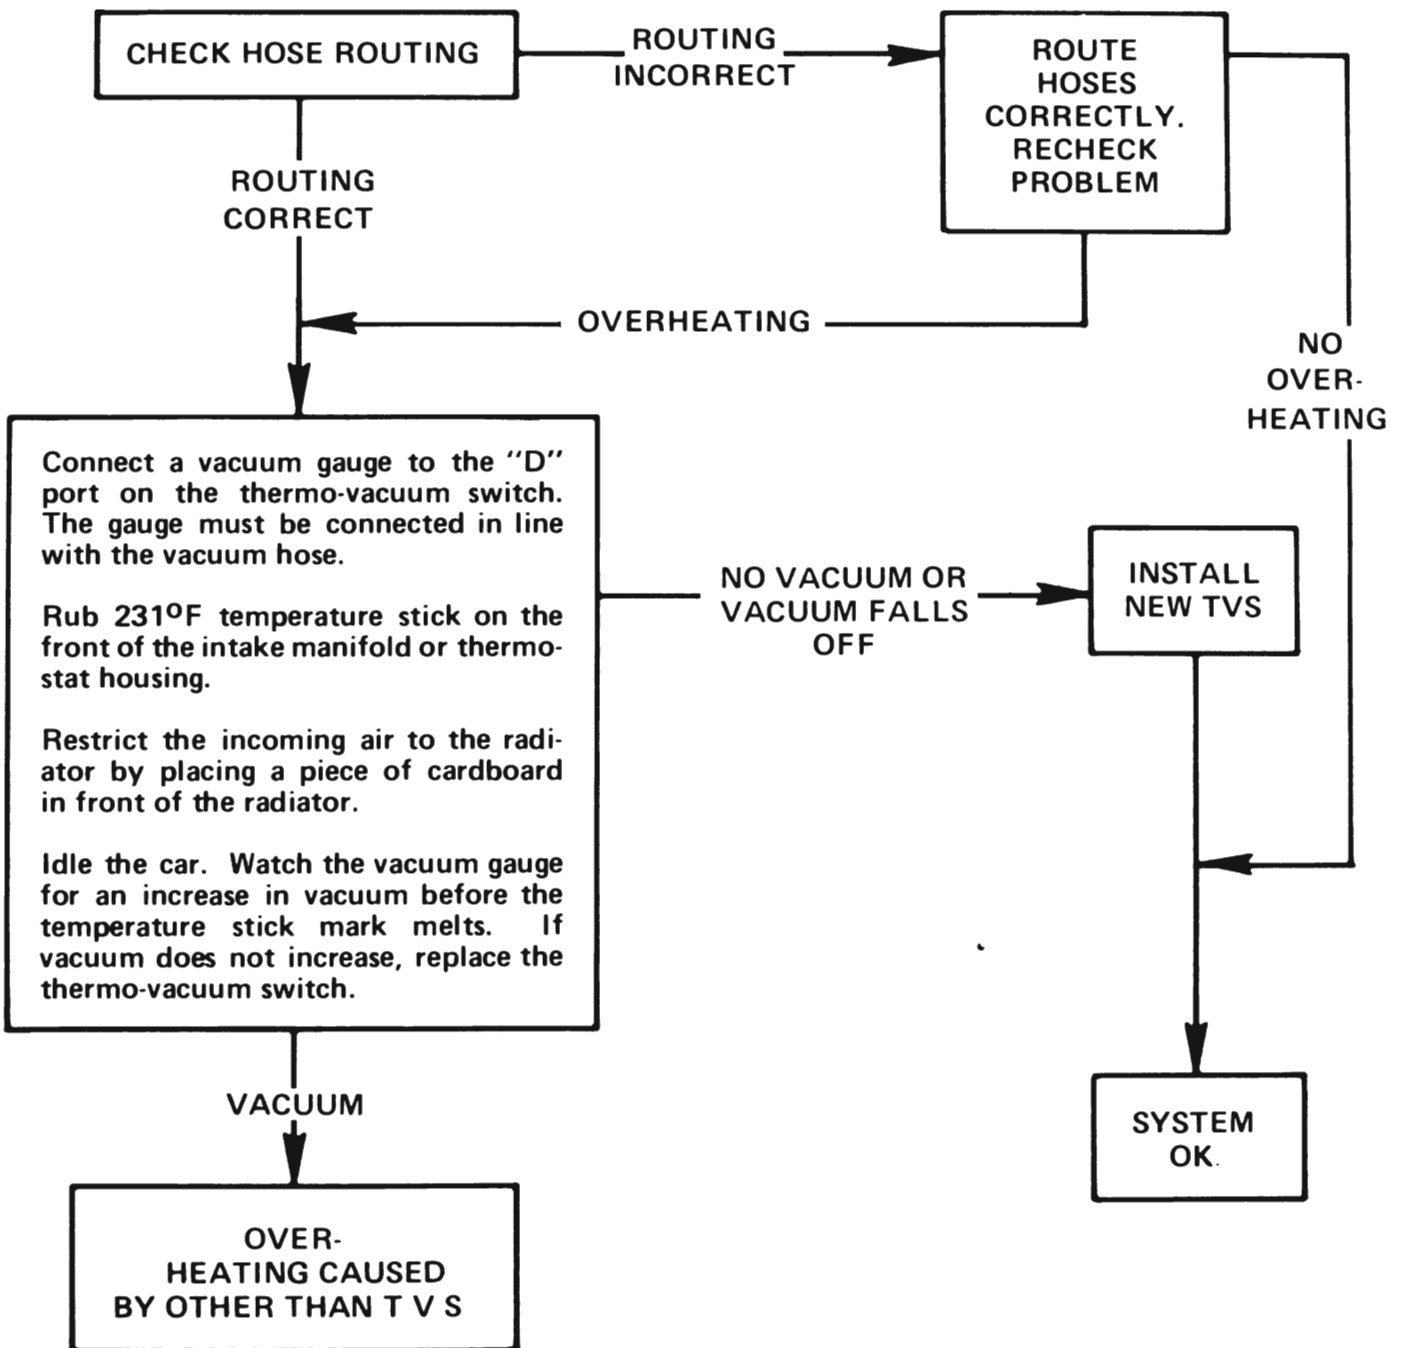 CHECK HOSE ROUTING
ROUTING
INCORRECT
ROUTE
HOSES
CORRECTLY.
RECHECK
PROBLEM
ROUTING
CORRECT
OVERHEATING
NO
OVER-
HEATING
Connect a vacuum gauge to the "D"
port on the thermo-vacuum switch.
The gauge must be connected in line
with the vacuum hose.
Rub 231°F temperature stick on the
front of the intake manifold or thermo-
stat housing.
Restrict the incoming air to the radi-
ator by placing a piece of cardboard
in front of the radiator.
Idle the car. Watch the vacuum gauge
for an increase in vacuum before the
temperature stick mark melts. If
vacuum does not increase, replace the
thermo-vacuum switch.
NO VACUUM OR
VACUUM FALLS
OFF
INSTALL
NEW TVS
VACUUM
SYSTEM
OK.
OVER-
HEATING CAUSED
BY OTHER THAN T V S